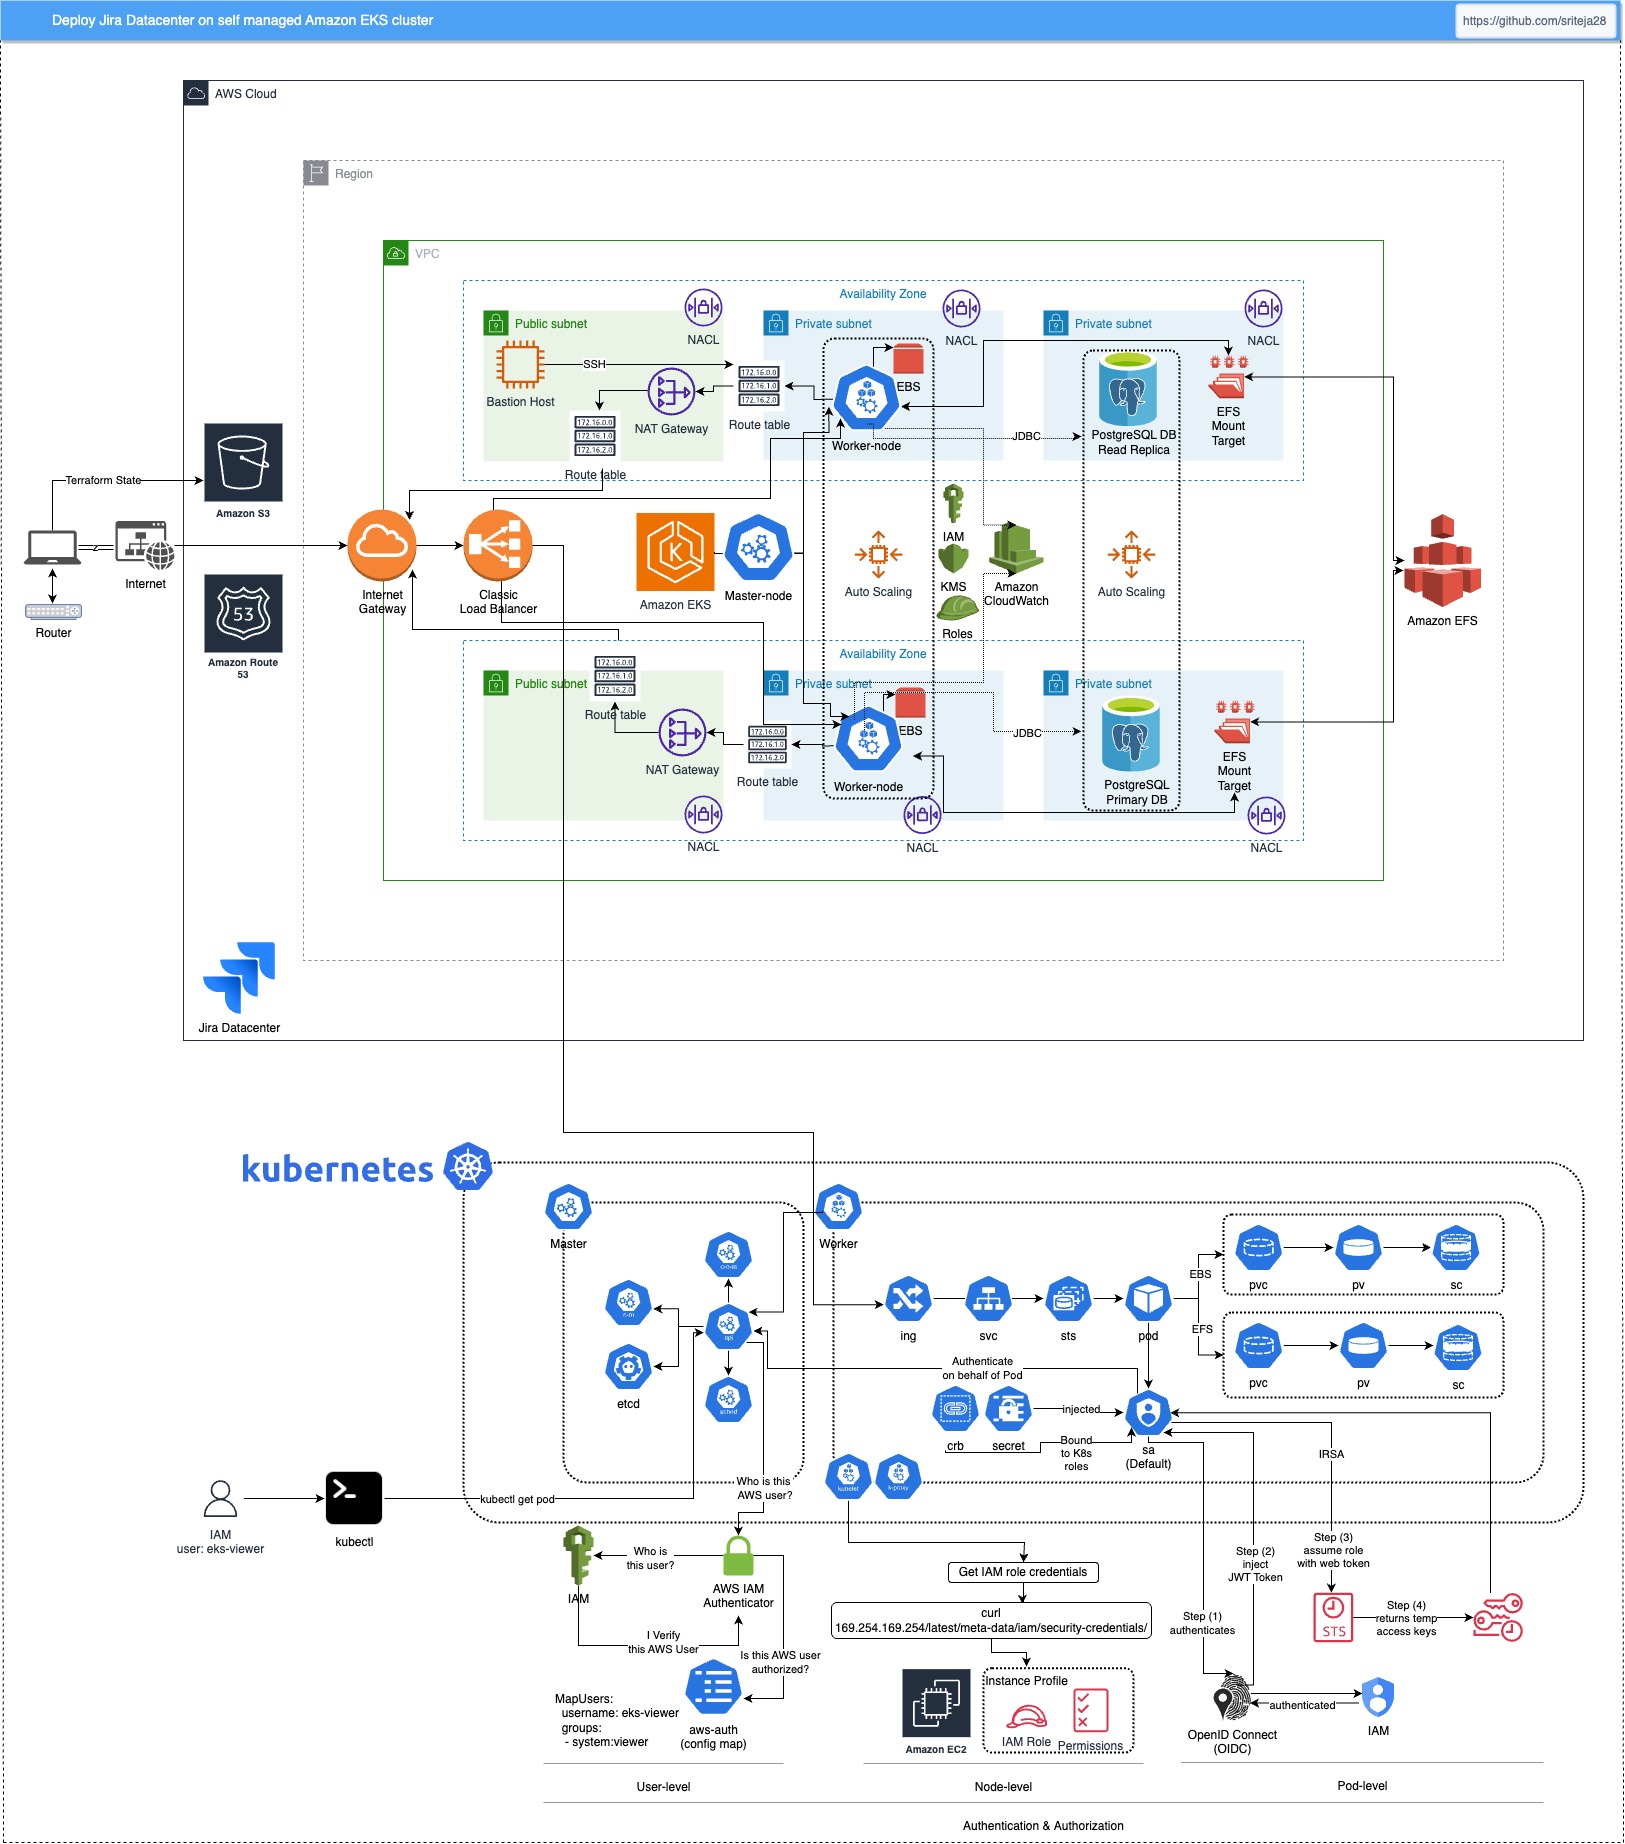 Deploy Jira Datacenter on self managed Amazon EKS cluster
https://github.com/sriteja28
AWS Cloud
Region
VPC
Availability Zone
Public subnet
NACL
Private subnet
NACL
Private subnet
NACL
SSH
Bastion Host
172.16.0.0
172.16.1.0
172.16.2.0
Route table
NAT Gateway
172.16.0.0
172.16.1.0
172.16.2.0
Route table
EBS
Worker-node
JDBC
PostgreSQL DB
Read Replica
EFS
Mount
Target
Terraform State
Amazon S3
Internet
Router
Amazon Route
53
53
Internet
Gateway
Classic
Load Balancer
Amazon EKS
Master-node
Auto Scaling
IAM
KMS
Roles
Amazon
CloudWatch
Auto Scaling
Amazon EFS
Availability Zone
Public subnet
Private subnet
Private subnet
172.16.0.0
172.16.1.0
172.16.2.0
Route table
NAT Gateway
172.16.0.0
172.16.1.0
172.16.2.0
Route table
EBS
Worker-node
JDBC
PostgreSQL
Primary DB
EFS
Mount
Target
NACL
NACL
NACL
Jira Datacenter
kubernetes
Master
Worker
c-c-m
c-m
api
etcd
sched
ing
svc
sts
pod
EBS
pvc
pv
sc
EFS
pvc
pv
sc
Authenticate
on behalf of Pod
crb
secret
injected
Bound
to K8s
roles
sa
(Default)
IRSA
kubelet
k-proxy
IAM
user: eks-viewer
kubectl
kubectl get pod
Who is this
AWS user?
IAM
Who is
this user?
AWS IAM
Authenticator
I Verify
this AWS User
Is this AWS user
authorized?
MapUsers:
username: eks-viewer
groups:
- system:viewer
aws-auth
(config map)
Get IAM role credentials
curl
169.254.169.254/latest/meta-data/iam/security-credentials/
Amazon EC2
Instance Profile
IAM Role
Permissions
Step (1)
authenticates
Step (2)
inject
JWT Token
Step (3)
assume role
with web token
STS
Step (4)
returns temp
access keys
OpenID Connect
(OIDC)
authenticated
IAM
User-level
Node-level
Pod-level
Authentication & Authorization